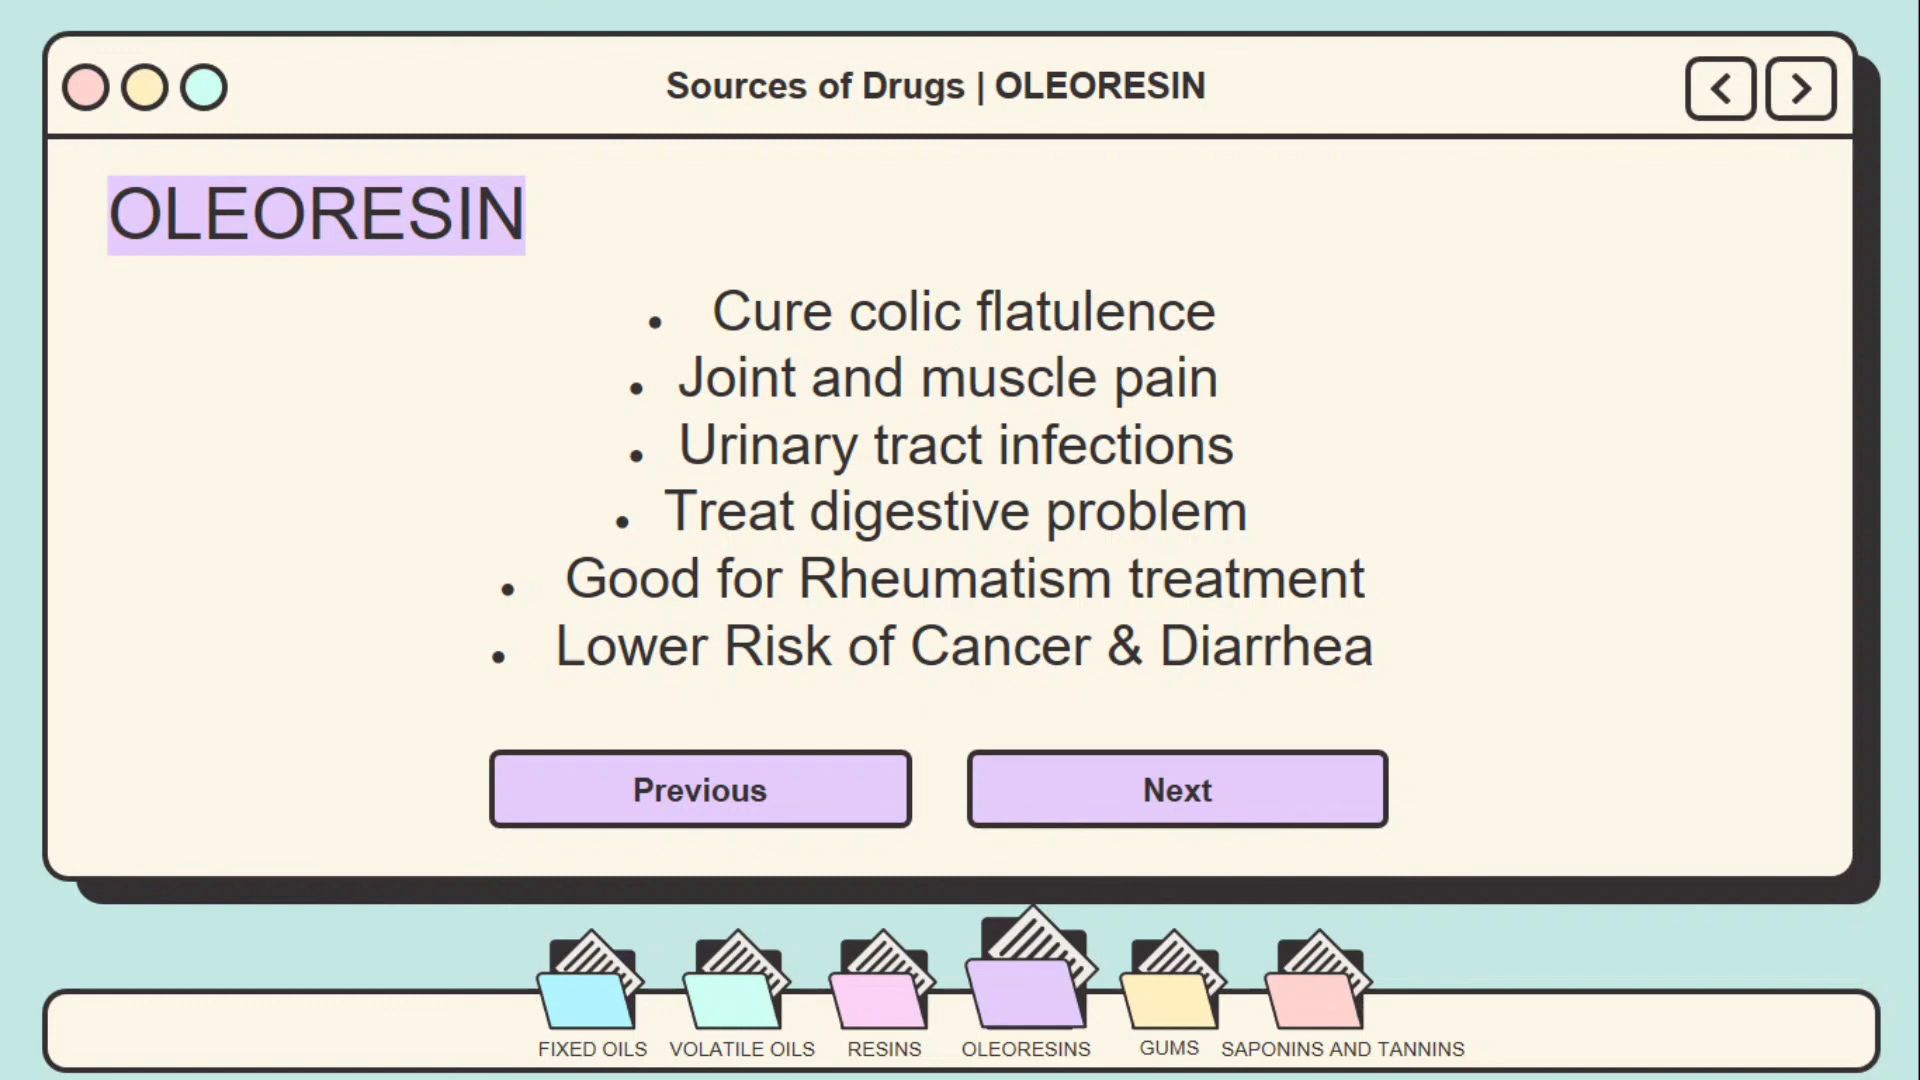 Sources of Drugs | OLEORESIN
OLEORESIN
• Cure colic flatulence
• Joint and muscle pain
• Urinary tract infections
• Treat digestive problem
• Good for Rheumatism treatment
• Lower Risk of Cancer & Diarrhea
Previous
Next
FIXED OILS
VOLATILE OILS
RESINS
OLEORESINS
GUMS
SAPONINS AND TANNINS